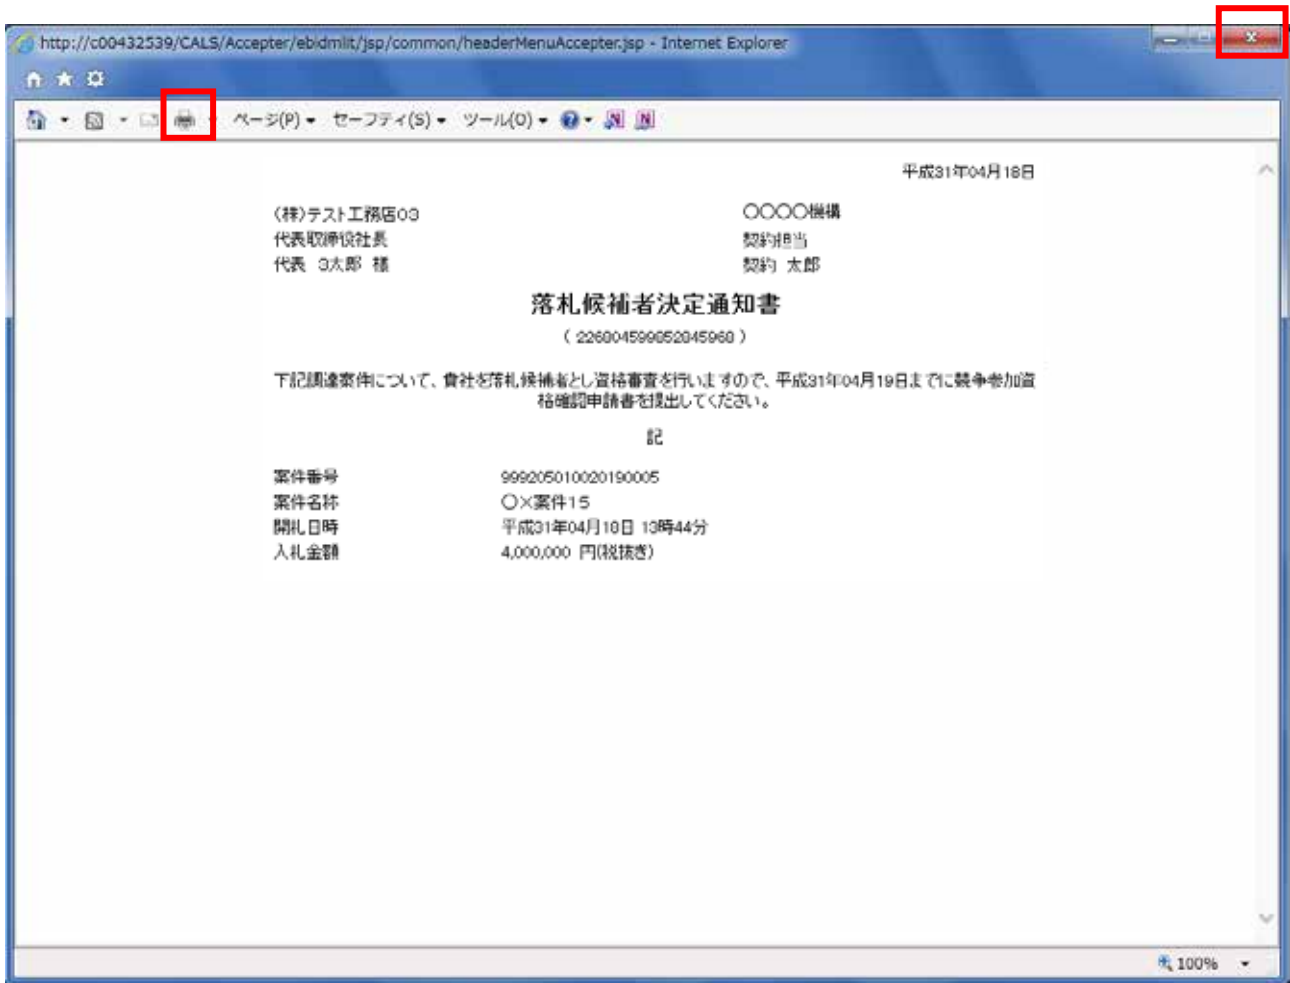 http://c00432539/CALS/Accepter/ebidmlit/jsp/common/headerMenuAccepter.jsp - Internet Explorer
ページ(P) セーフティ(S) ツール(O)
平成31年04月18日
(株)テスト工務店03 〇〇〇〇機構
代表取締役社長 契約担当
代表 3太郎 様 契約 太郎
落札候補者決定通知書
下記調達案件について、貴社を落札候補者とし資格審査を行いますので、平成31年04月19日までに競争参加資
格確認申請書を提出してください。
記
案件番号 999205010020190005
案件名称 〇×案件15
開札日時 平成31年04月18日 13時44分
入札金額 4,000,000 円(税抜き)
100%